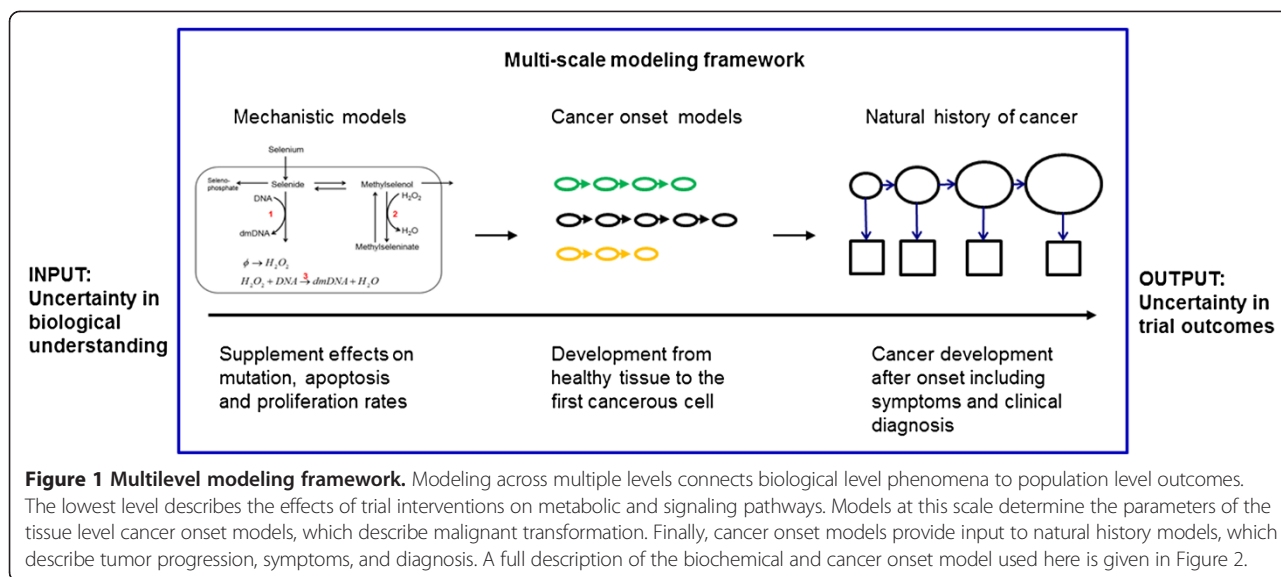 Multi-scale modeling framework
Mechanistic models
Cancer onset models
Natural history of cancer
Selenium
Seleno-
phosphate
Selenide
Methylselenol
DNA
1
dmDNA
H₂O₂
2
H₂O
Methylseleninate
ϕ → H₂O₂
3
H₂O₂ + DNA → dmDNA + H₂O
INPUT:
Uncertainty in
biological
understanding
OUTPUT:
Uncertainty in
trial outcomes
Supplement effects on
mutation, apoptosis
and proliferation rates
Development from
healthy tissue to the
first cancerous cell
Cancer development
after onset including
symptoms and clinical
diagnosis
Figure 1 Multilevel modeling framework. Modeling across multiple levels connects biological level phenomena to population level outcomes.
The lowest level describes the effects of trial interventions on metabolic and signaling pathways. Models at this scale determine the parameters of the
tissue level cancer onset models, which describe malignant transformation. Finally, cancer onset models provide input to natural history models, which
describe tumor progression, symptoms, and diagnosis. A full description of the biochemical and cancer onset model used here is given in Figure 2.